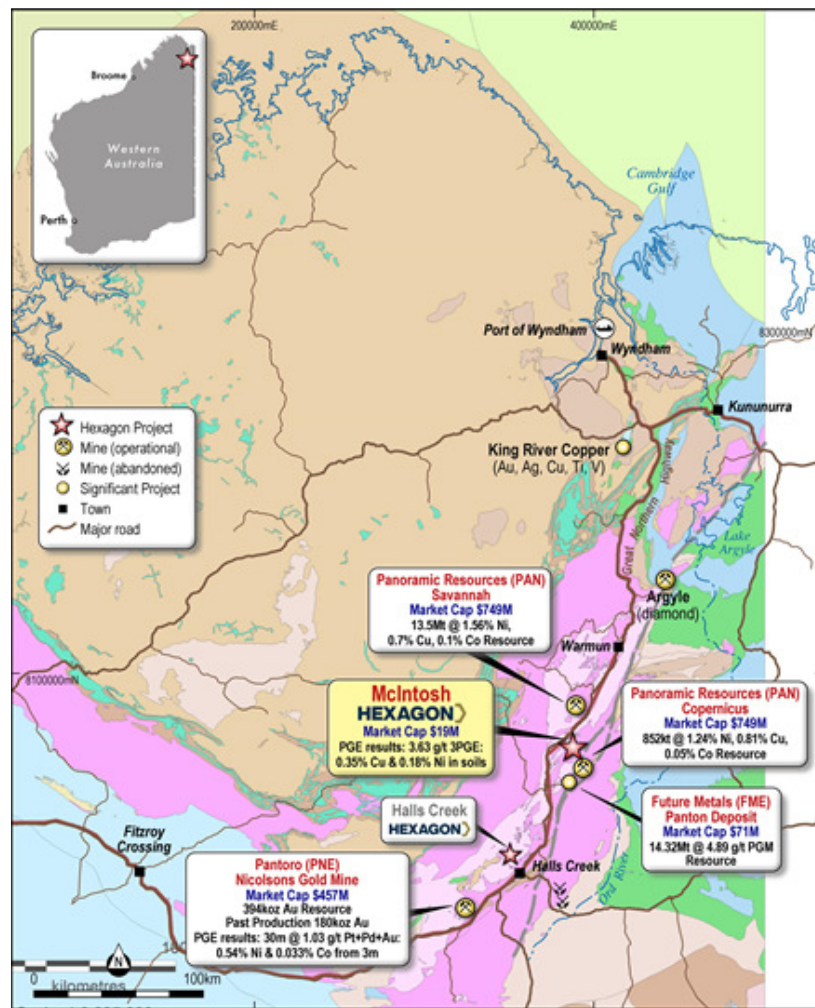 200000mE
400000mE
Broome
Western
Australia
Perth
Cambridge
Gulf
8300000mN
Port of Wyndham
Wyndham
Kununurra
Hexagon Project
Mine (operational)
Mine (abandoned)
Significant Project
Town
Major road
King River Copper
(Au, Ag, Cu, Ti, V)
Great Northern Highway
Lake
Argyle
Argyle
(diamond)
Panoramic Resources (PAN)
Savannah
Market Cap $749M
13.5Mt @ 1.56% Ni,
0.7% Cu, 0.1% Co Resource
Warmun
8100000mN
McIntosh
HEXAGON
Market Cap $19M
PGE results: 3.63 g/t 3PGE:
0.35% Cu & 0.18% Ni in soils
Panoramic Resources (PAN)
Copernicus
Market Cap $749M
852kt @ 1.24% Ni, 0.81% Cu,
0.05% Co Resource
Halls Creek
HEXAGON
Future Metals (FME)
Panton Deposit
Market Cap $71M
14.32Mt @ 4.89 g/t PGM
Resource
Fitzroy
Crossing
Halls Creek
Ord River
Pantoro (PNE)
Nicolsons Gold Mine
Market Cap $457M
394koz Au Resource
Past Production 180koz Au
PGE results: 30m @ 1.03 g/t Pt+Pd+Au:
0.54% Ni & 0.033% Co from 3m
0
100km
kilometres